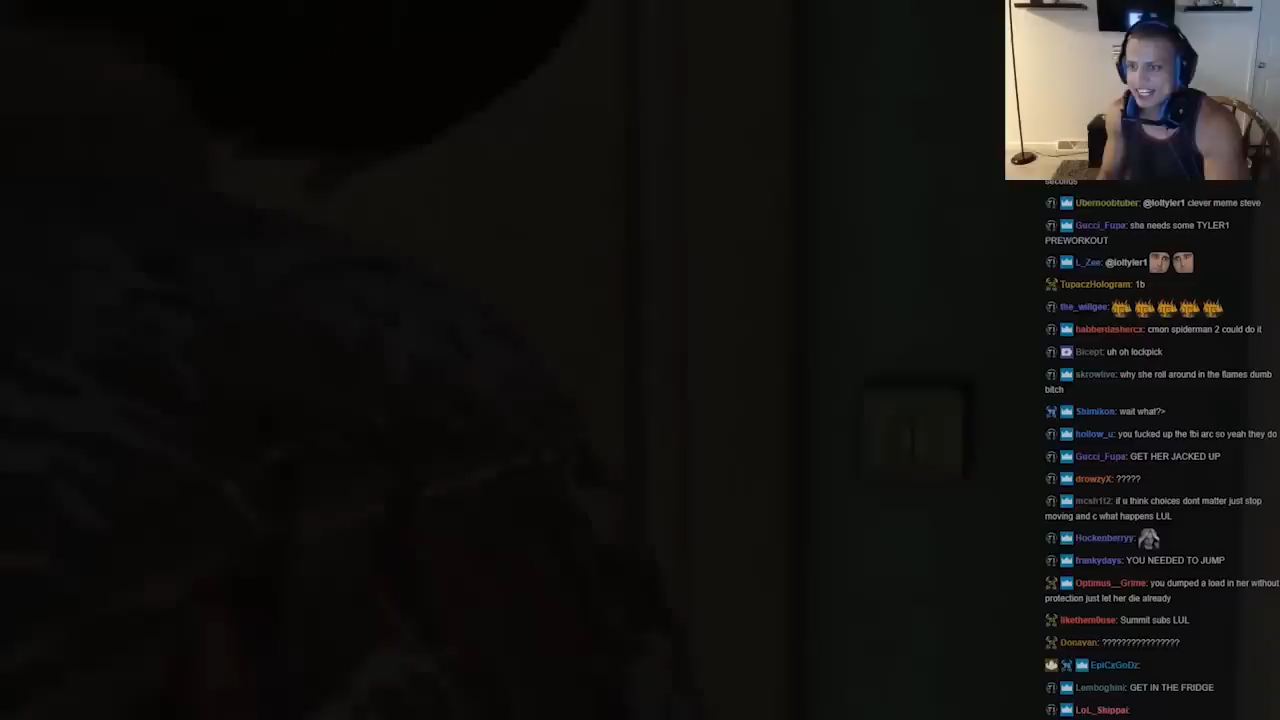 seconds
Ubernoobtuber: @loltyler1 clever meme steve
Gucci_Fupa: she needs some TYLER1
PREWORKOUT
L_Zee: @loltyler1
TupaczHologram: 1b
the_willgee:
habberdashercx: cmon spiderman 2 could do it
Bicept: uh oh lockpick
skrowlive: why she roll around in the flames dumb
bitch
Shimikon: wait what?>
hollow_u: you fucked up the fbi arc so yeah they do
Gucci_Fupa: GET HER JACKED UP
drowzyX: ?????
mcsh1t2: if u think choices dont matter just stop
moving and c what happens LUL
Hockenberryy:
frankydays: YOU NEEDED TO JUMP
Optimus__Grime: you dumped a load in her without
protection just let her die already
likethem0use: Summit subs LUL
Donavan: ????????????????
EpiCxGoDz:
Lemboghini: GET IN THE FRIDGE
LoL_Shippai: